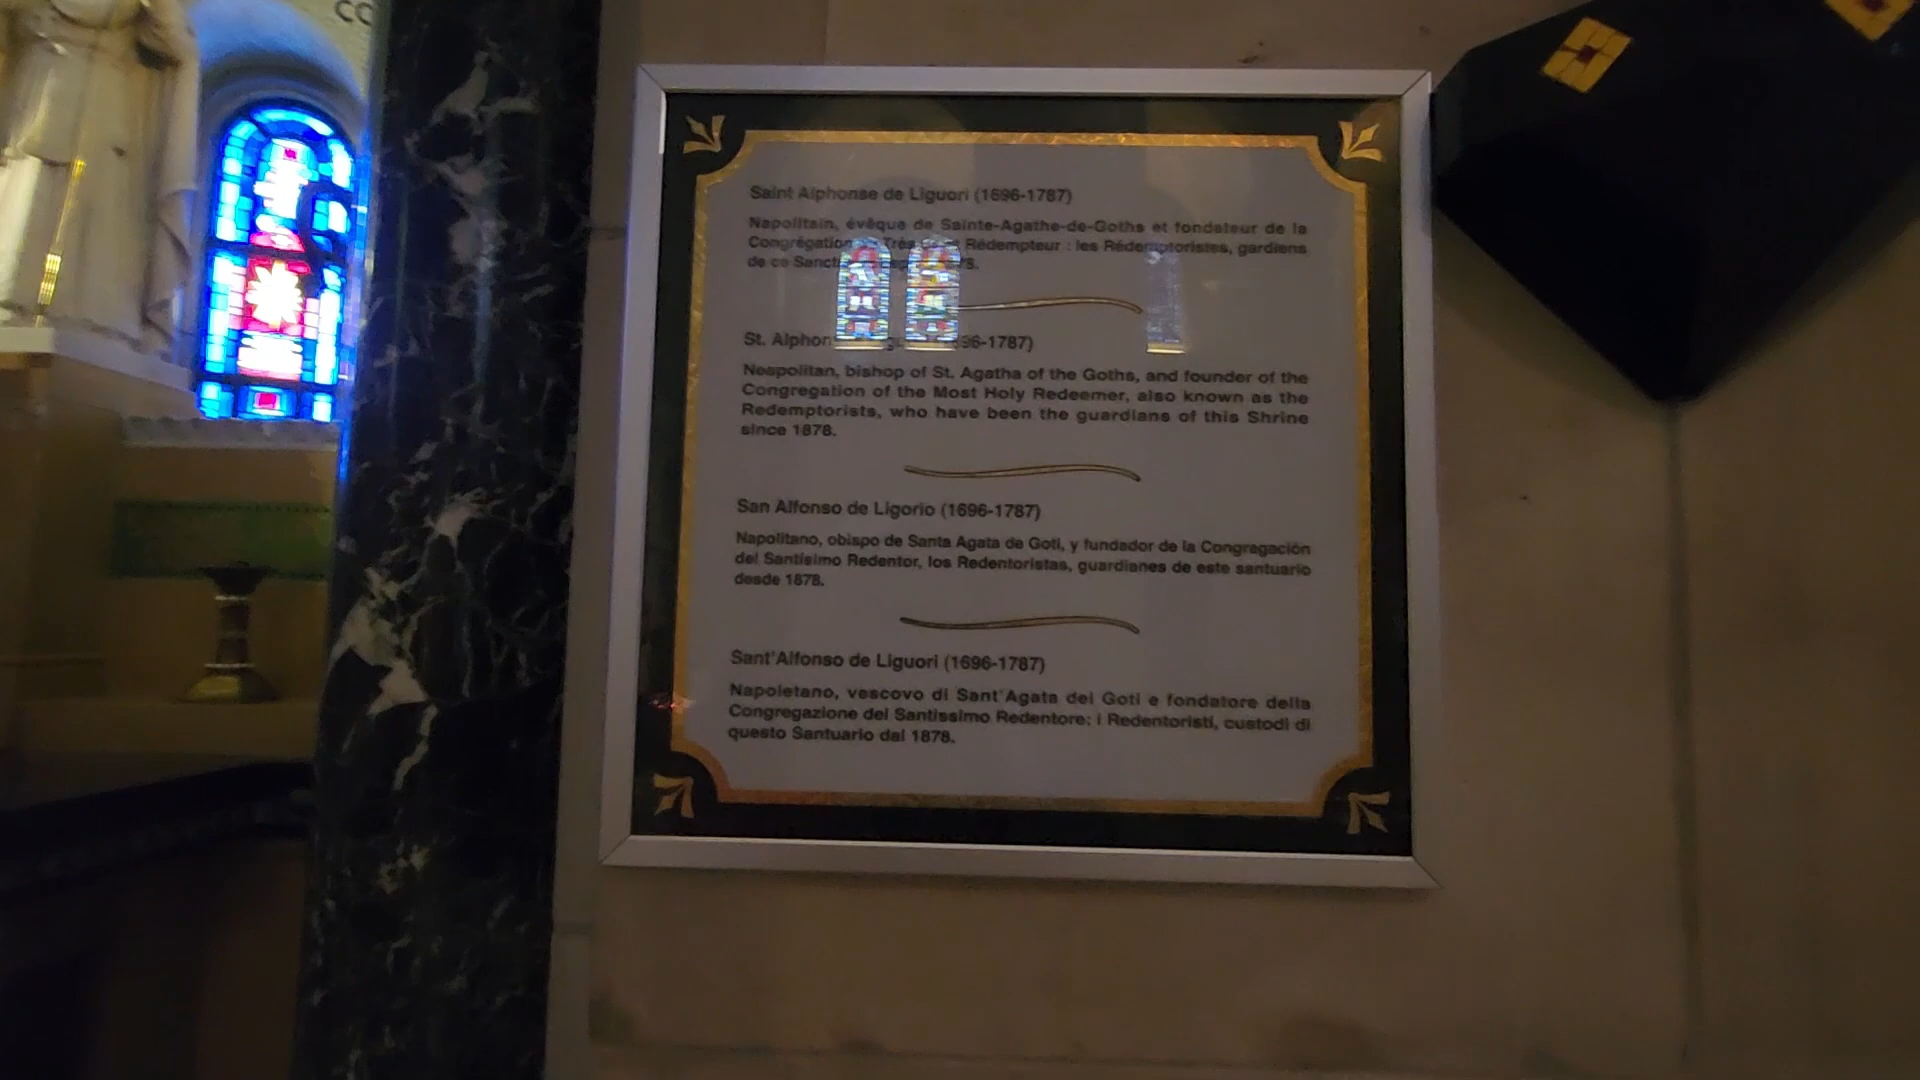 CC
Saint Alphonse de Liguori (1696-1787)
Napolitain, évêque de Sainte-Agathe-de-Goths et fondateur de la
Congrégation Très Rédempteur : les Rédemptoristes, gardiens
de ce
St. 96-1787)
Neapolitan, bishop of St. Agatha of the Goths, and founder of the
Congregation of the Most Holy Redeemer, also known as the
Redemptorists, who have been the guardians of this Shrine
since 1878.
San Alfonso de Ligorio (1696-1787)
Napolitano, obispo de Santa Agata de Goti, y fundador de la Congregación
del Santísimo Redentor, los Redentoristas, guardianes de este santuario
desde 1878.
Sant'Alfonso de Liguori (1696-1787)
Napoletano, vescovo di Sant'Agata dei Goti e fondatore della
Congregazione del Santissimo Redentore: i Redentoristi, custodi di
questo Santuario dal 1878.